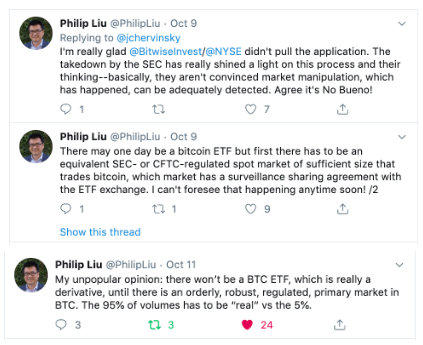 Philip Liu @PhilipLiu · Oct 9
Replying to @jchervinsky
I'm really glad @BitwiseInvest/@NYSE didn't pull the application. The
takedown by the SEC has really shined a light on this process and their
thinking--basically, they aren't convinced market manipulation, which
has happened, can be adequately detected. Agree it's No Bueno!
1 7
Philip Liu @PhilipLiu · Oct 9
There may one day be a bitcoin ETF but first there has to be an
equivalent SEC- or CFTC-regulated spot market of sufficient size that
trades bitcoin, which market has a surveillance sharing agreement with
the ETF exchange. I can't foresee that happening anytime soon! /2
1 1 9
Show this thread
Philip Liu @PhilipLiu · Oct 11
My unpopular opinion: there won't be a BTC ETF, which is really a
derivative, until there is an orderly, robust, regulated, primary market in
BTC. The 95% of volumes has to be “real” vs the 5%.
3 3 24